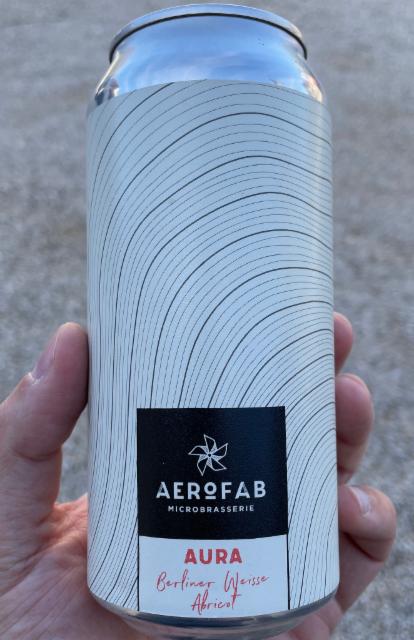 AEROFAB
MICROBRASSERIE
AURA
Berliner Weisse
Abricot